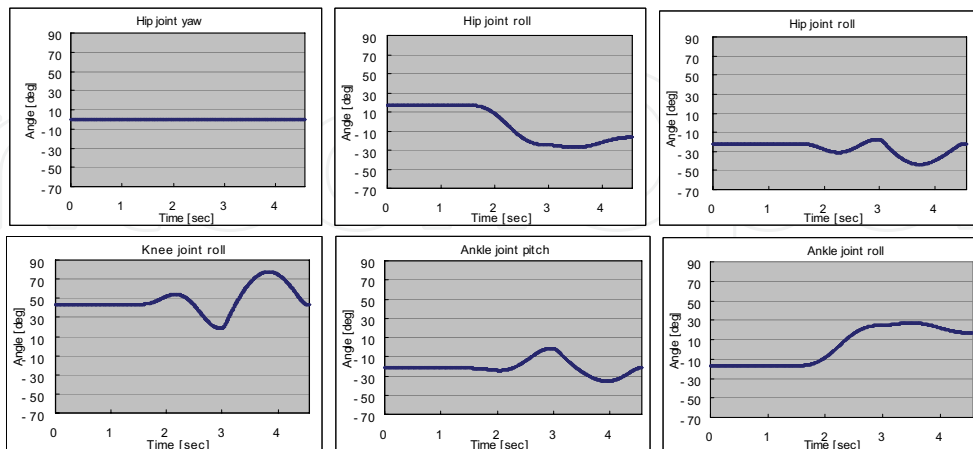 Hip joint yaw
90
70
50
30
10
- 10
- 30
- 50
- 70
Angle [deg]
0 1 2 3 4
Time [sec]
Hip joint roll
90
70
50
30
10
- 10
- 30
- 50
- 70
Angle [deg]
0 1 2 3 4
Time [sec]
Hip joint roll
90
70
50
30
10
- 10
- 30
- 50
- 70
Angle [deg]
0 1 2 3 4
Time [sec]
Knee joint roll
90
70
50
30
10
- 10
- 30
- 50
- 70
Angle [deg]
0 1 2 3 4
Time [sec]
Ankle joint pitch
90
70
50
30
10
- 10
- 30
- 50
- 70
Angle [deg]
0 1 2 3 4
Time [sec]
Ankle joint roll
90
70
50
30
10
- 10
- 30
- 50
- 70
Angle [deg]
0 1 2 3 4
Time [sec]